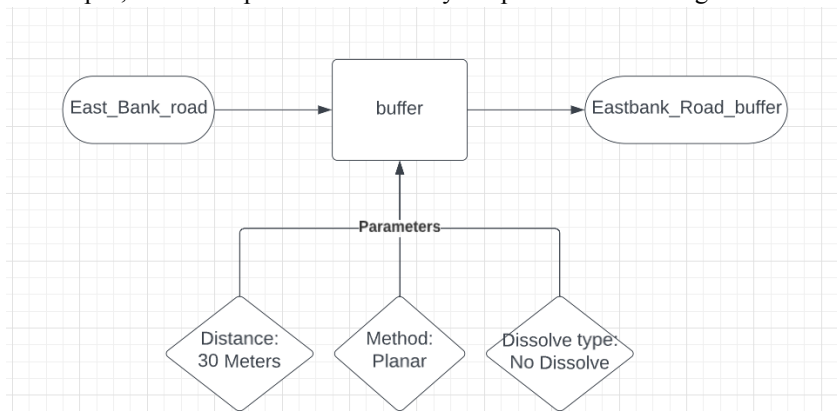 East_Bank_road
buffer
Eastbank_Road_buffer
Parameters
Distance:
30 Meters
Method:
Planar
Dissolve type:
No Dissolve